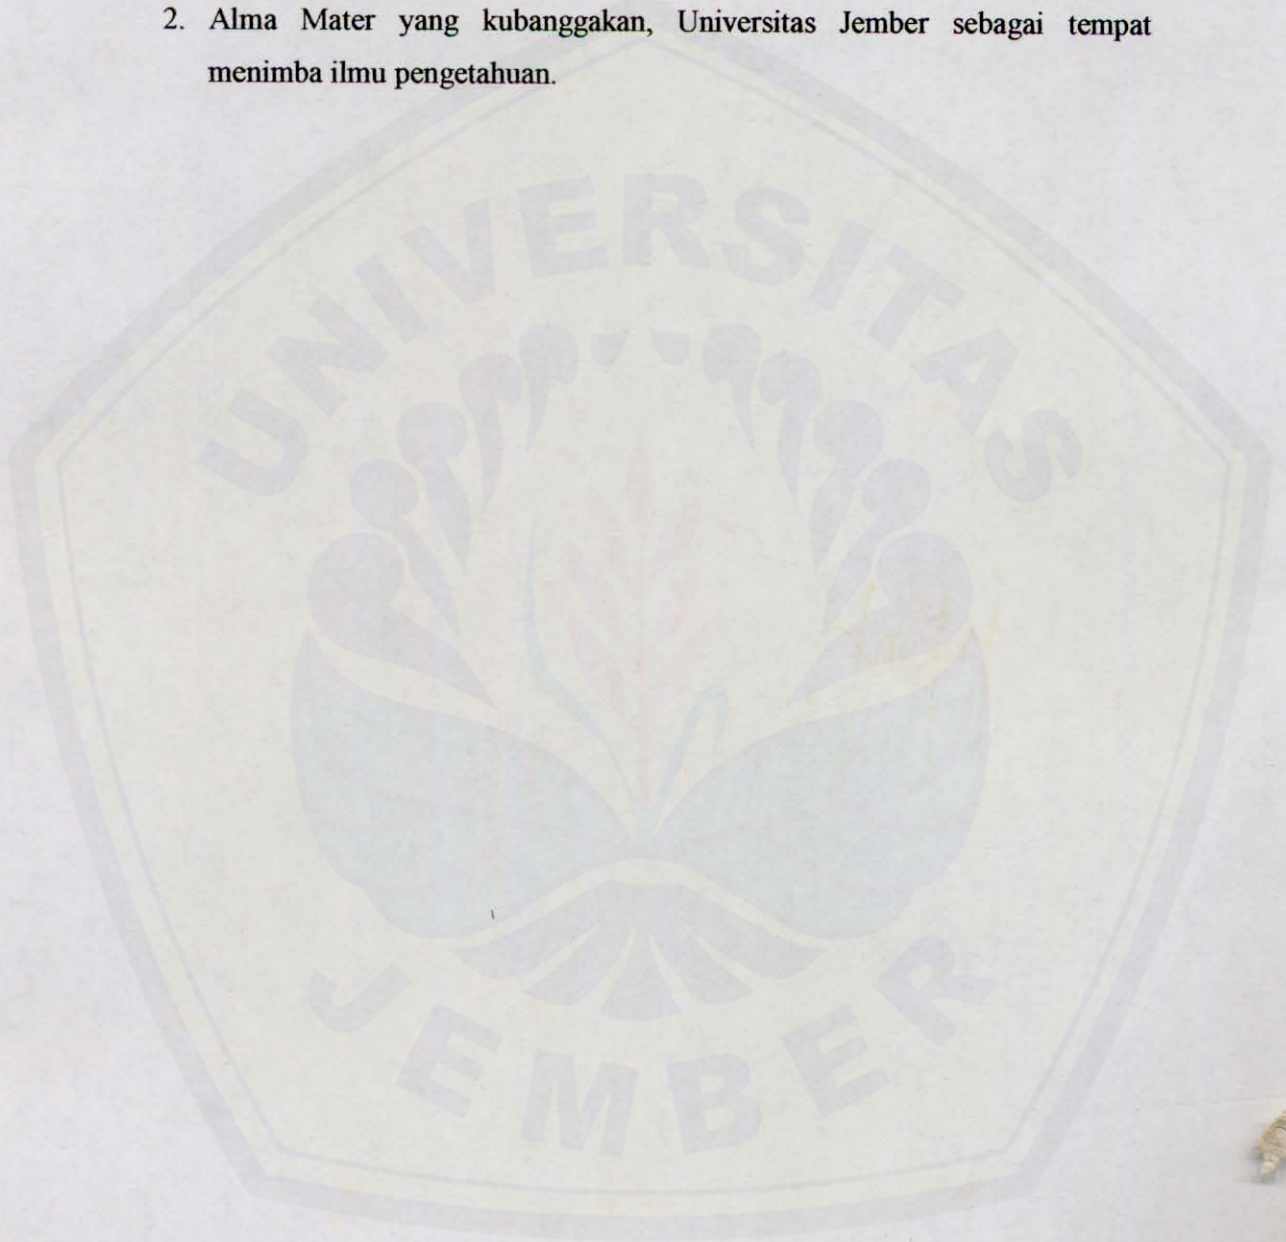 2. Alma Mater yang kubanggakan, Universitas Jember sebagai tempat
menimba ilmu pengetahuan.
UNIVERSITAS
JEMBER